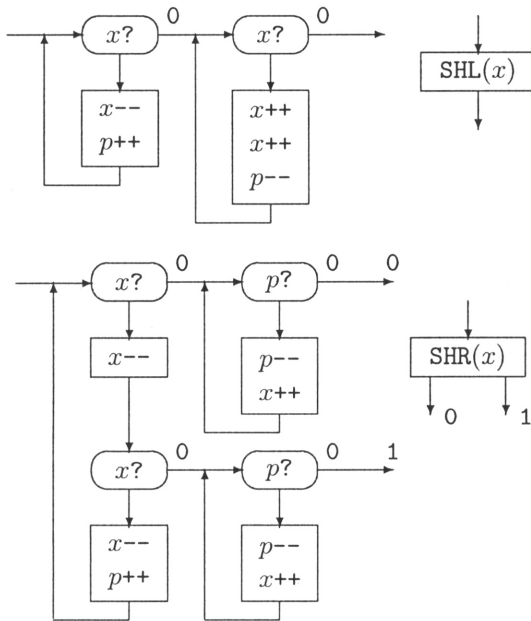 0
0
x?
x?
x--
p++
x++
x++
p--
SHL(x)
0
0
0
x?
p?
x--
p--
x++
SHR(x)
0
1
0
0
1
x?
p?
x--
p++
p--
x++